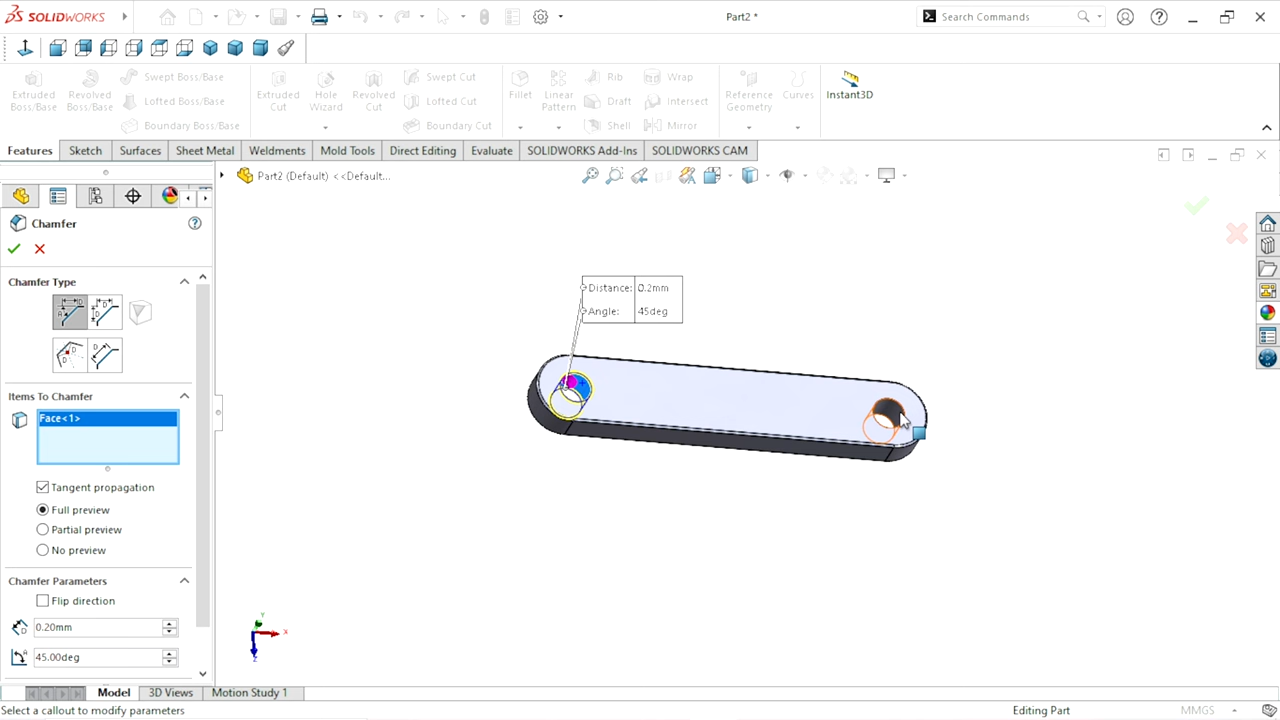 SOLIDWORKS
Part2 *
Search Commands
Extruded Boss/Base
Revolved Boss/Base
Swept Boss/Base
Lofted Boss/Base
Boundary Boss/Base
Extruded Cut
Hole Wizard
Revolved Cut
Swept Cut
Lofted Cut
Boundary Cut
Fillet
Linear Pattern
Rib
Draft
Shell
Wrap
Intersect
Mirror
Reference Geometry
Curves
Instant3D
Features
Sketch
Surfaces
Sheet Metal
Weldments
Mold Tools
Direct Editing
Evaluate
SOLIDWORKS Add-Ins
SOLIDWORKS CAM
Part2 (Default) <<Default...
Chamfer
Chamfer Type
Items To Chamfer
Face<1>
Tangent propagation
Full preview
Partial preview
No preview
Chamfer Parameters
Flip direction
0.20mm
45.00deg
Distance: 0.2mm
Angle: 45deg
Y
X
Z
Model
3D Views
Motion Study 1
Select a callout to modify parameters
Editing Part
MMGS